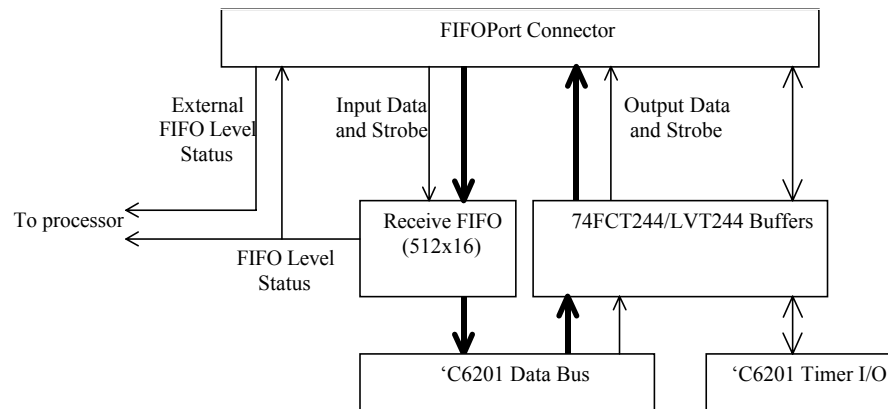 FIFOPort Connector
External
FIFO Level
Status
Input Data
and Strobe
Output Data
and Strobe
To processor
Receive FIFO
(512x16)
74FCT244/LVT244 Buffers
FIFO Level
Status
‘C6201 Data Bus
‘C6201 Timer I/O